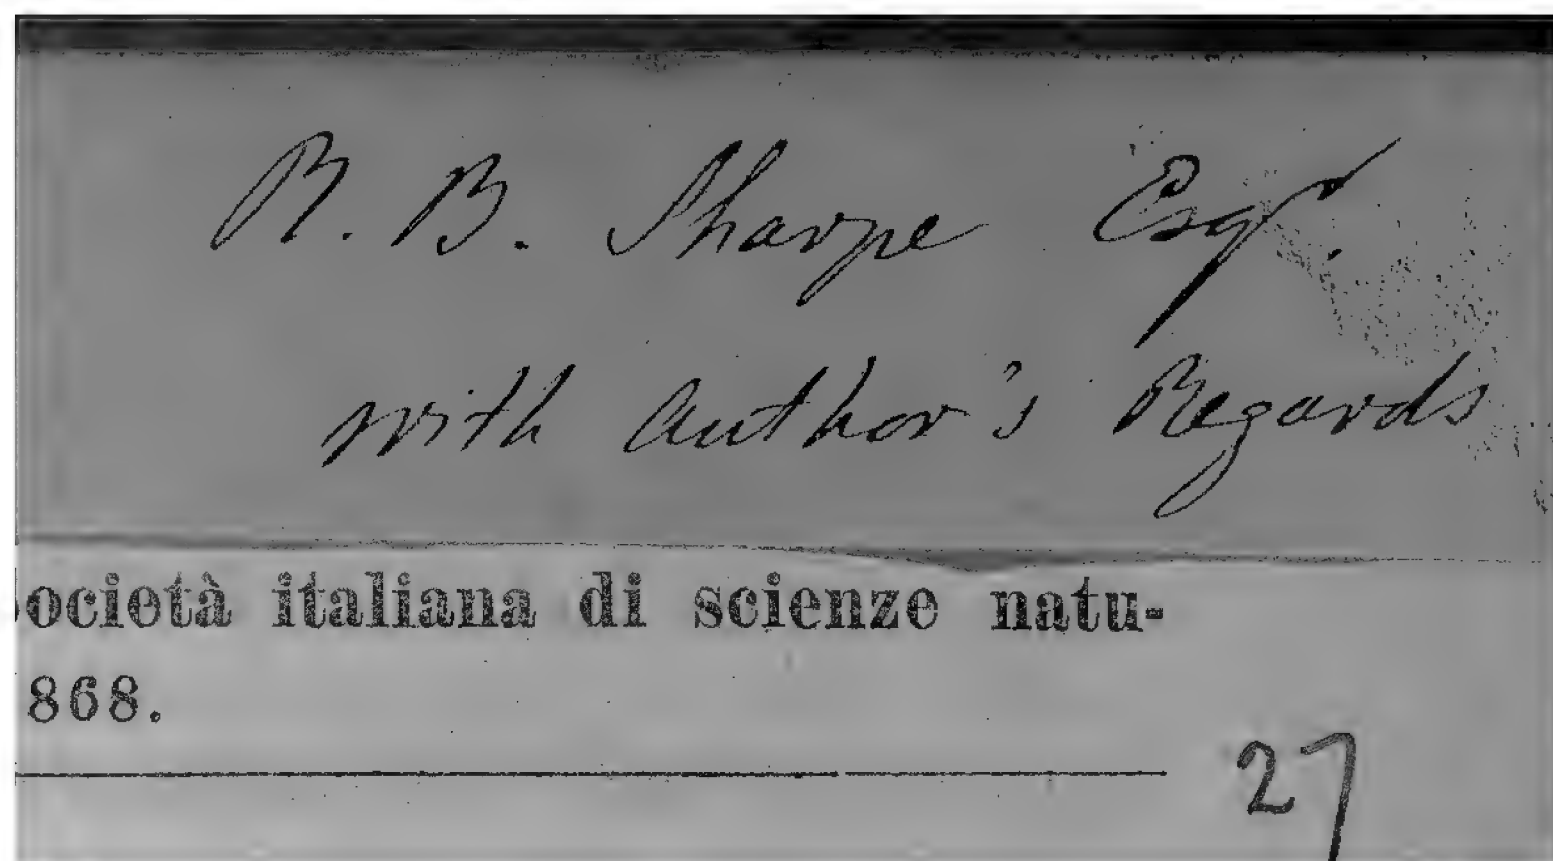 R. B. Sharpe Esqr.
with Author's Regards
ocietà italiana di scienze natu-
868.
27